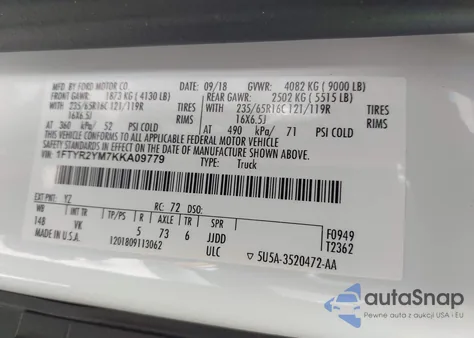 MFD. BY FORD MOTOR CO. 09/18 GVWR: 4082 KG ( 9000 LB)
FRONT GAWR: 1873 KG ( 4130 LB) REAR GAWR: 2502 KG ( 5515 LB)
235/65R16C 121/119R TIRES 235/65R16C 121/119R TIRES
16X6.5J RIMS 16X6.5J RIMS
AT 360 kPa/ 52 PSI COLD AT 490 kPa/ 71 PSI COLD
THIS VEHICLE CONFORMS TO ALL APPLICABLE FEDERAL MOTOR VEHICLE
SAFETY STANDARDS IN EFFECT ON THE DATE OF MANUFACTURE SHOWN ABOVE.
VIN: 1FTYR2YM7KKA09779 TYPE: Truck
EXT PNT: YZ RC: 72 DSO:
WB TP/PS R AXLE TR SPR F0949
148 VK 5 73 6 JJDD T2362
MADE IN U.S.A. 1201809113062 ULC
5U5A-3520472-AA
autoSnap
Pewne auto z aukcji USA i EU